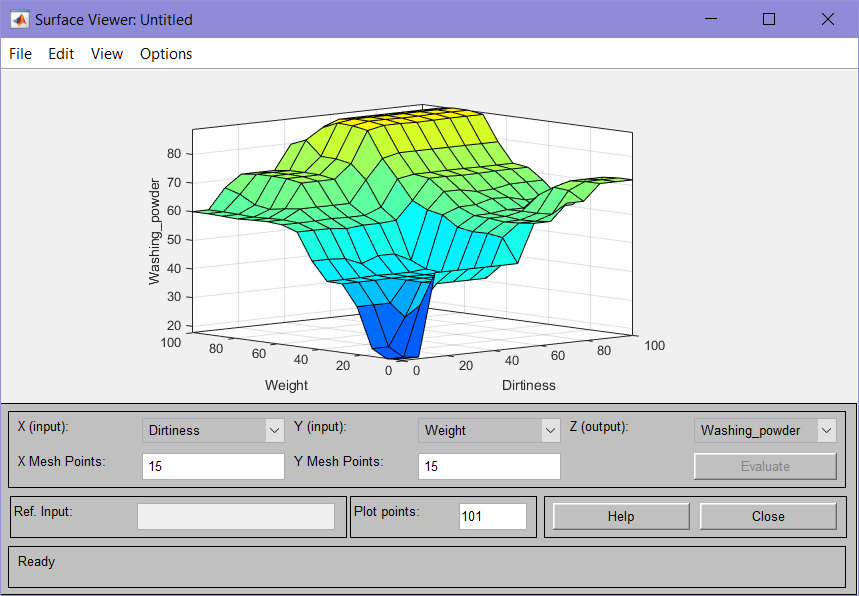 Surface Viewer: Untitled
File Edit View Options
80
70
60
50
40
30
20
Washing_powder
100
80
60
40
20
0
Weight
0
20
40
60
80
100
Dirtiness
X (input): Dirtiness Y (input): Weight Z (output): Washing_powder
X Mesh Points: 15 Y Mesh Points: 15 Evaluate
Ref. Input: Plot points: 101 Help Close
Ready